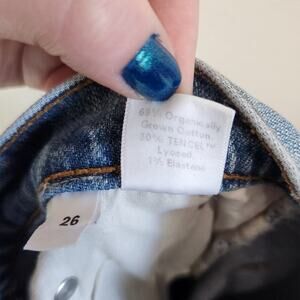 69% Organically
Grown Cotton
30% TENCEL™
Lyocell
1% Elastane
26